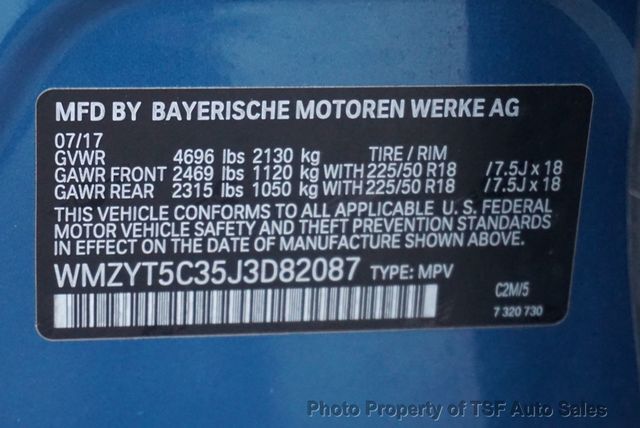 MFD BY BAYERISCHE MOTOREN WERKE AG
07/17
GVWR 4696 lbs 2130 kg TIRE / RIM
GAWR FRONT 2469 lbs 1120 kg WITH 225/50 R18 /7.5J x 18
GAWR REAR 2315 lbs 1050 kg WITH 225/50 R18 /7.5J x 18
THIS VEHICLE CONFORMS TO ALL APPLICABLE U. S. FEDERAL
MOTOR VEHICLE SAFETY AND THEFT PREVENTION STANDARDS
IN EFFECT ON THE DATE OF MANUFACTURE SHOWN ABOVE.
WMZYT5C35J3D82087 TYPE: MPV
C2M/5
7 320 730
Photo Property of TSF Auto Sales